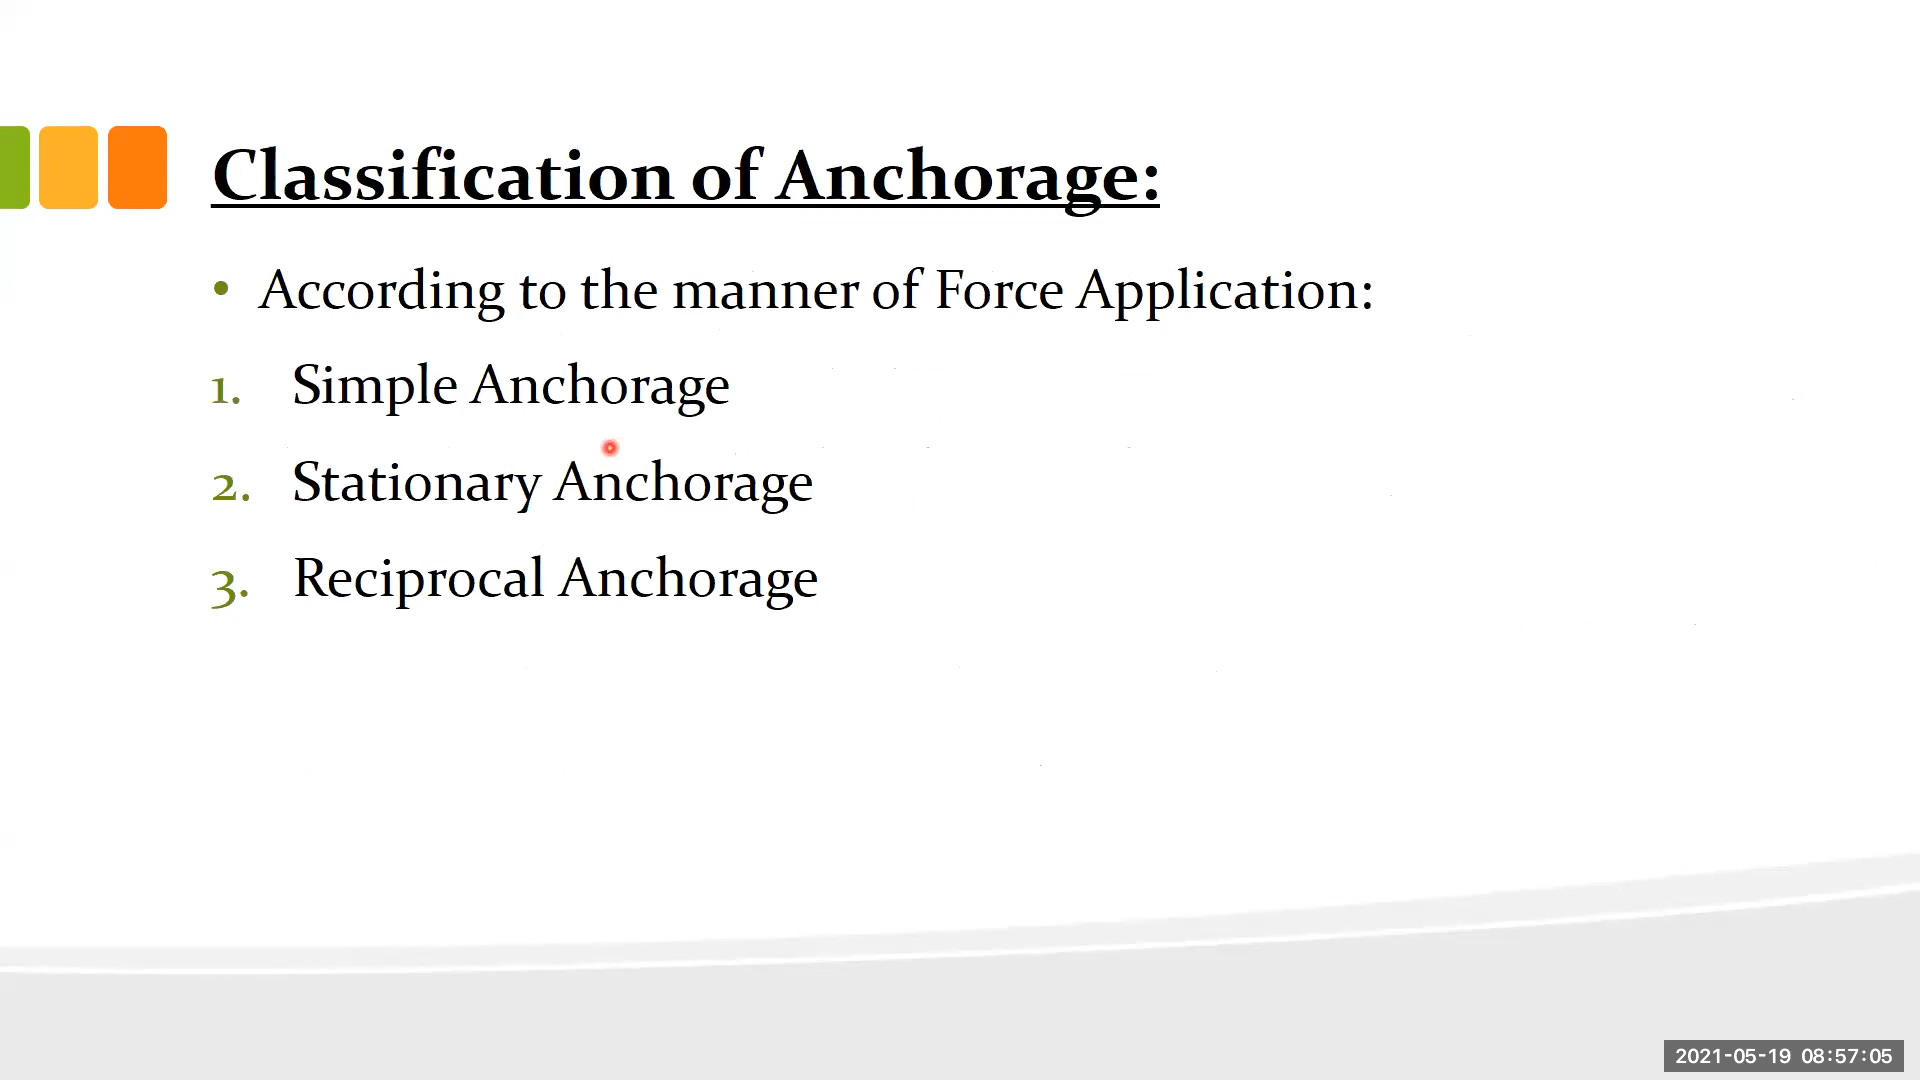 Classification of Anchorage:
• According to the manner of Force Application:
1. Simple Anchorage
2. Stationary Anchorage
3. Reciprocal Anchorage
2021-05-19 08:57:05